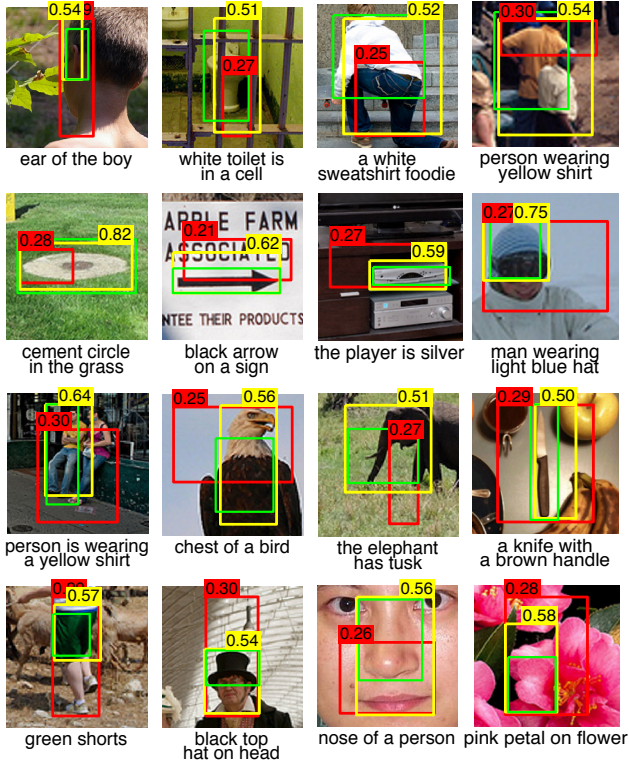 0.54 9
0.51
0.27
0.52
0.25
0.30 0.54
ear of the boy
white toilet is
in a cell
a white
sweatshirt foodie
person wearing
yellow shirt
0.28
0.82
APPLE FARM
0.21
ASSOCIATED
0.62
NTEE THEIR PRODUCTS
0.27
0.59
0.27 0.75
cement circle
in the grass
black arrow
on a sign
the player is silver
man wearing
light blue hat
0.64
0.30
0.25 0.56
0.51
0.27
0.29 0.50
person is wearing
a yellow shirt
chest of a bird
the elephant
has tusk
a knife with
a brown handle
0.57
0.30
0.54
0.56
0.26
0.28
0.58
green shorts
black top
hat on head
nose of a person
pink petal on flower